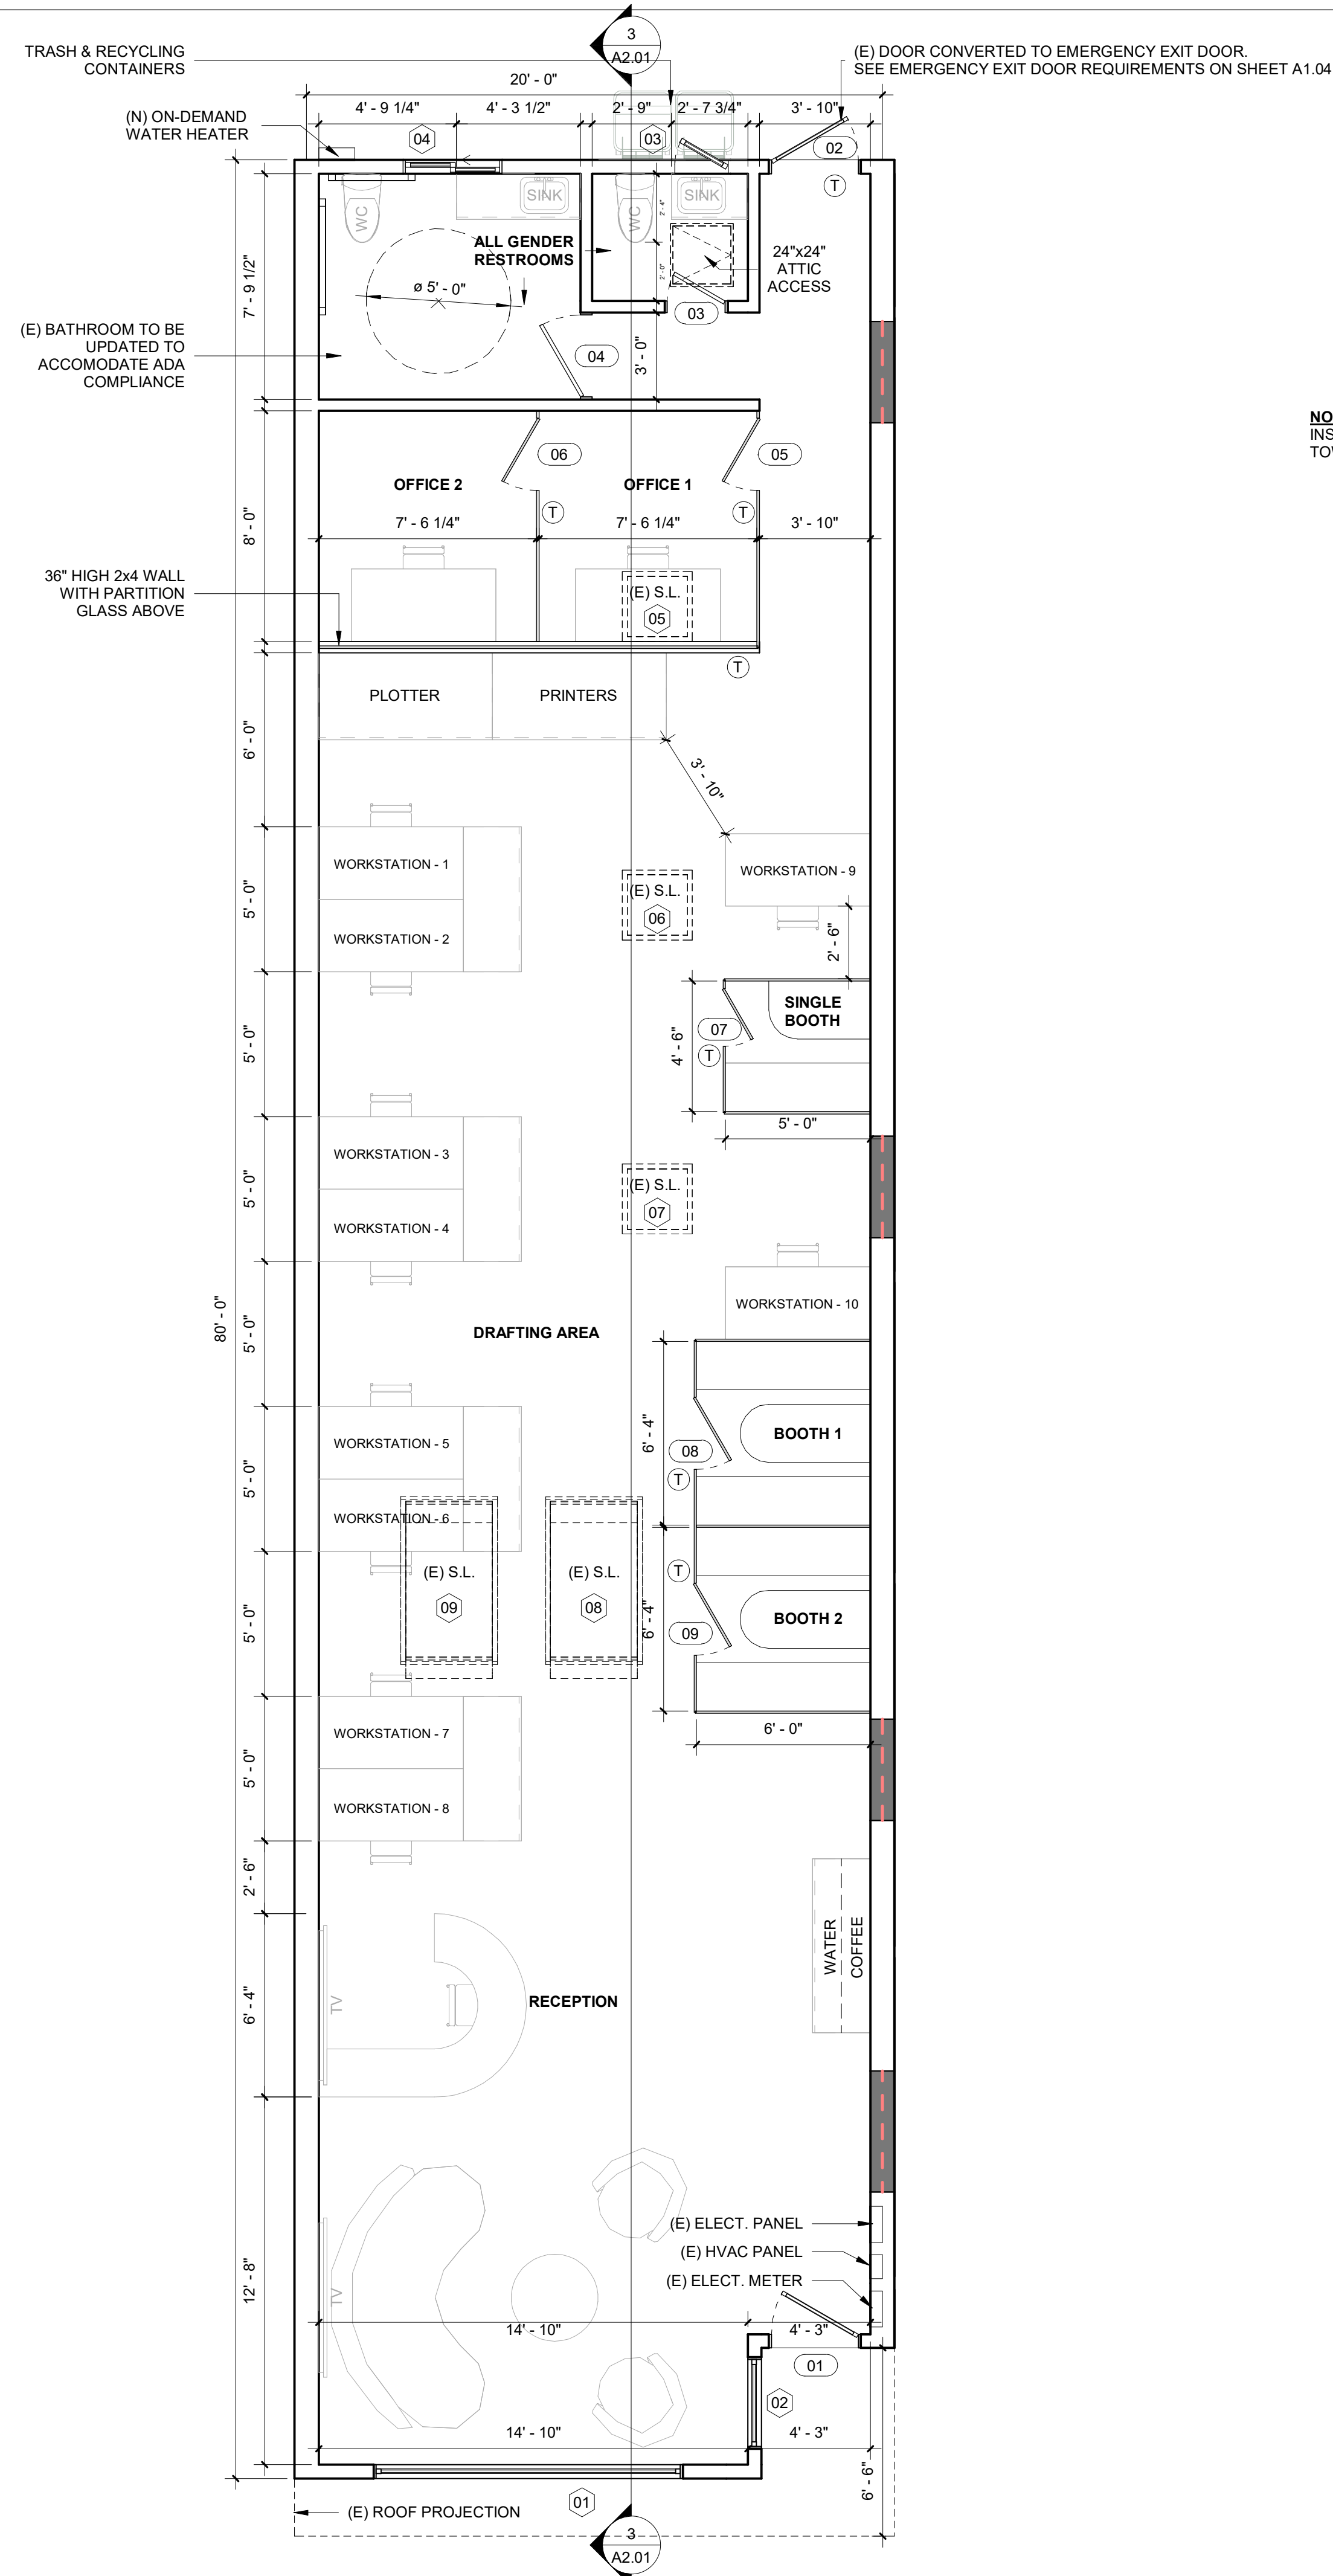 3
A2.01
TRASH & RECYCLING
CONTAINERS
(E) DOOR CONVERTED TO EMERGENCY EXIT DOOR.
SEE EMERGENCY EXIT DOOR REQUIREMENTS ON SHEET A1.04
20' - 0"
4' - 9 1/4"
4' - 3 1/2"
2' - 9"
2' - 7 3/4"
3' - 10"
(N) ON-DEMAND
WATER HEATER
04
03
02
T
WC
SINK
WC
SINK
2' - 4"
2' - 0"
ALL GENDER
RESTROOMS
24"x24"
ATTIC
ACCESS
7' - 9 1/2"
ø 5' - 0"
03
(E) BATHROOM TO BE
UPDATED TO
ACCOMODATE ADA
COMPLIANCE
04
3' - 0"
NO
INS
TOW
06
05
OFFICE 2
OFFICE 1
T
T
8' - 0"
7' - 6 1/4"
7' - 6 1/4"
3' - 10"
36" HIGH 2x4 WALL
WITH PARTITION
GLASS ABOVE
(E) S.L.
05
T
PLOTTER
PRINTERS
6' - 0"
3' - 10"
WORKSTATION - 1
WORKSTATION - 9
5' - 0"
(E) S.L.
06
WORKSTATION - 2
2' - 6"
SINGLE
BOOTH
07
T
5' - 0"
4' - 6"
5' - 0"
WORKSTATION - 3
5' - 0"
(E) S.L.
07
WORKSTATION - 4
80' - 0"
5' - 0"
WORKSTATION - 10
DRAFTING AREA
WORKSTATION - 5
6' - 4"
BOOTH 1
08
T
5' - 0"
WORKSTATION - 6
(E) S.L.
09
(E) S.L.
08
T
5' - 0"
6' - 4"
BOOTH 2
09
WORKSTATION - 7
6' - 0"
5' - 0"
WORKSTATION - 8
2' - 6"
WATER
COFFEE
6' - 4"
TV
RECEPTION
(E) ELECT. PANEL
(E) HVAC PANEL
(E) ELECT. METER
12' - 8"
TV
14' - 10"
4' - 3"
01
02
14' - 10"
4' - 3"
6' - 6"
(E) ROOF PROJECTION
01
3
A2.01